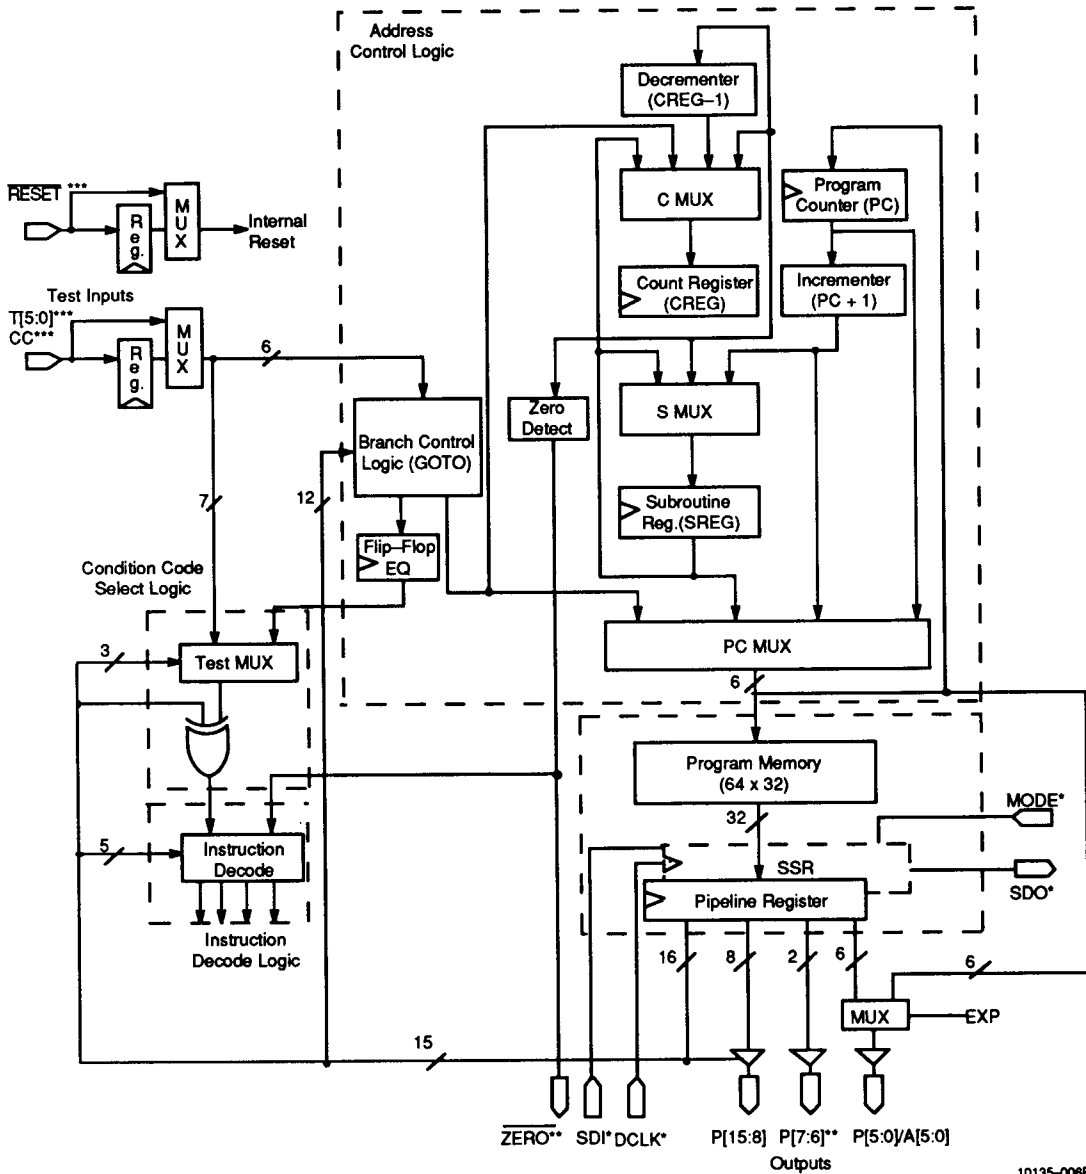 Address
Control Logic
Decrementer
(CREG–1)
RESET ***
Reg.
MUX
Internal
Reset
C MUX
Program
Counter (PC)
Count Register
(CREG)
Incrementer
(PC + 1)
Test Inputs
T[5:0]***
CC***
Reg.
MUX
6
S MUX
Zero
Detect
Branch Control
Logic (GOTO)
7
12
Subroutine
Reg.(SREG)
Flip–Flop
EQ
Condition Code
Select Logic
3
Test MUX
PC MUX
6
Program Memory
(64 x 32)
32
MODE*
5
Instruction
Decode
SSR
SDO*
Pipeline Register
Instruction
Decode Logic
16
8
2
6
6
MUX
EXP
15
ZERO**
SDI*
DCLK*
P[15:8]
P[7:6]**
P[5:0]/A[5:0]
Outputs